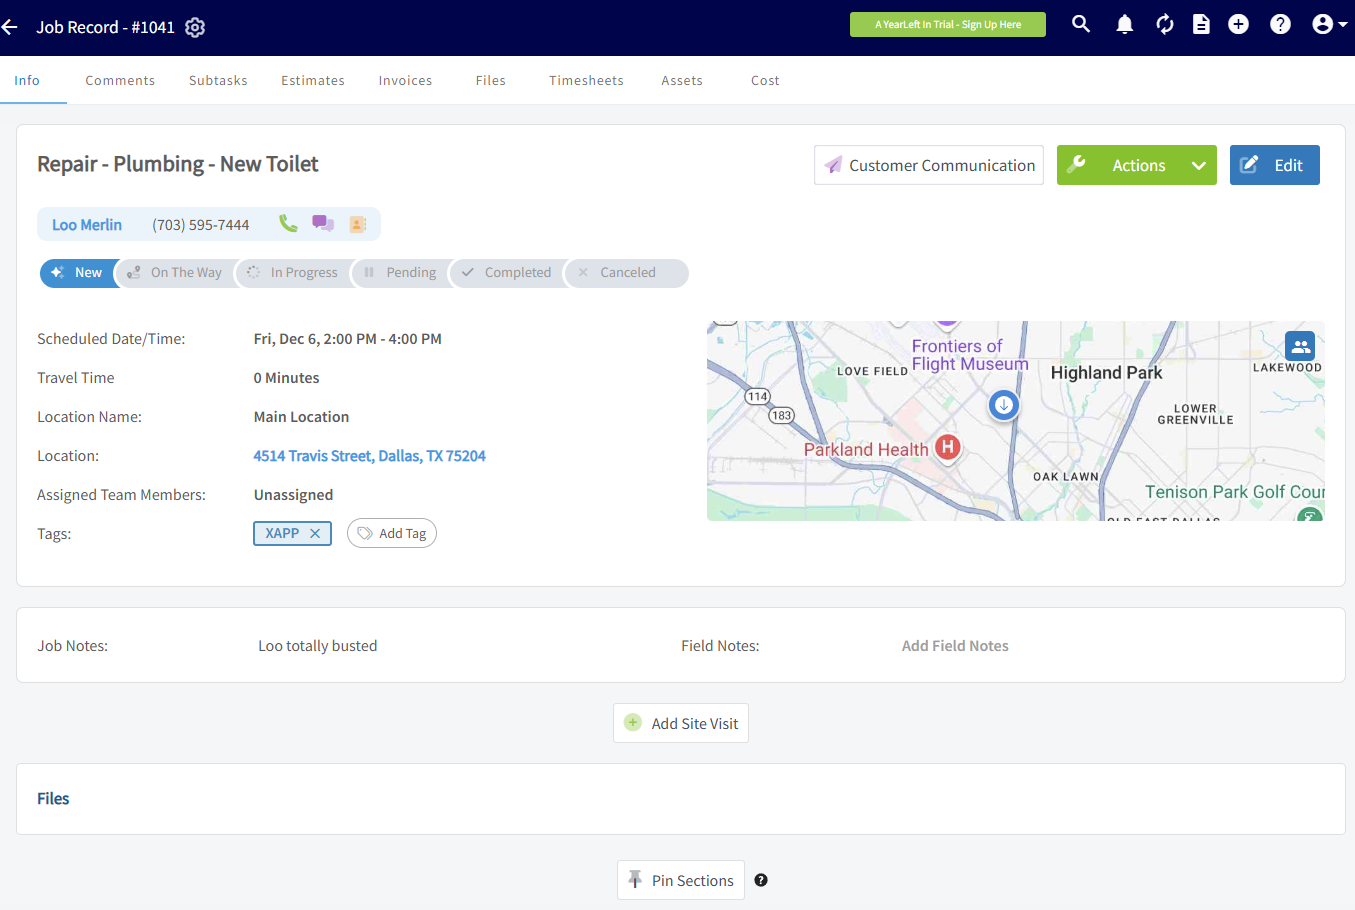 Job Record - #1041
A YearLeft In Trial - Sign Up Here
Info Comments Subtasks Estimates Invoices Files Timesheets Assets Cost
Repair - Plumbing - New Toilet
Customer Communication
Actions
Edit
Loo Merlin (703) 595-7444
New On The Way In Progress Pending Completed Canceled
Scheduled Date/Time: Fri, Dec 6, 2:00 PM - 4:00 PM
Travel Time 0 Minutes
Location Name: Main Location
Location: 4514 Travis Street, Dallas, TX 75204
Assigned Team Members: Unassigned
Tags: XAPP Add Tag
Frontiers of
Flight Museum
LOVE FIELD
Highland Park
LAKEWOOD
114
183
LOWER
GREENVILLE
Parkland Health
H
OAK LAWN
Tenison Park Golf Cour
OLD EAST DALLAS
Job Notes: Loo totally busted Field Notes: Add Field Notes
Add Site Visit
Files
Pin Sections